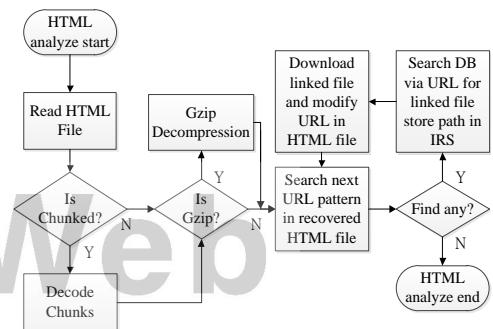 HTML
analyze start
Read HTML
File
Is
Chunked?
Y
N
Decode
Chunks
Gzip
Decompression
Y
Is
Gzip?
N
Download
linked file
and modify
URL in
HTML file
Search next
URL pattern
in recovered
HTML file
Search DB
via URL for
linked file
store path in
IRS
Y
Find any?
N
HTML
analyze end
Web